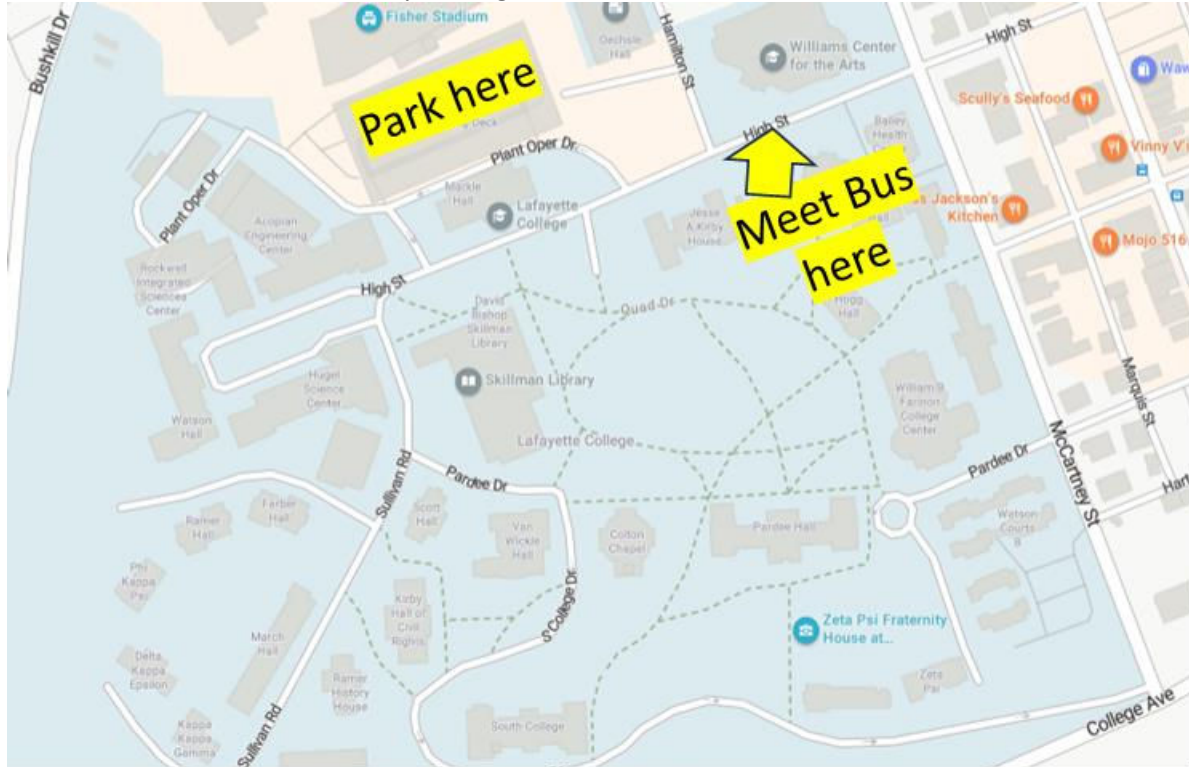 Bushkill Dr
Fisher Stadium
Oechsle
Hall
Hamilton St
Williams Center
for the Arts
High St
Park here
g Deck
Scully's Seafood
Waw
Vinny V's
High St
Bailey
Health
Plant Oper Dr.
Plant Oper Dr
Markle
Hall
Lafayette
College
Jesse
A Kirby
House
Meet Bus
here
Jackson's
Kitchen
Mojo 516
Acopian
Engineering
Center
Rockwell
Integrated
Sciences
Center
High St
David
Bishop
Skillman
Library
Quad Dr
Hogg
Hall
Skillman Library
Hugel
Science
Center
Watson
Hall
William B
Farinon
College
Center
Marquis St
McCartney St
Lafayette College
Pardee Dr
Pardee Dr
Sullivan Rd
Farber
Hall
Ramer
Hall
Scott
Hall
Van
Wickle
Hall
Colton
Chapel
Pardee Hall
Watson
Courts
B
Hart
Phi
Kappa
Psi
Kirby
Hall of
Civil
Rights
S College Dr
Zeta Psi Fraternity
House at...
March
Hall
Delta
Kappa
Epsilon
Ramer
History
House
Zeta
Psi
Kappa
Kappa
Gamma
Sullivan Rd
South College
College Ave